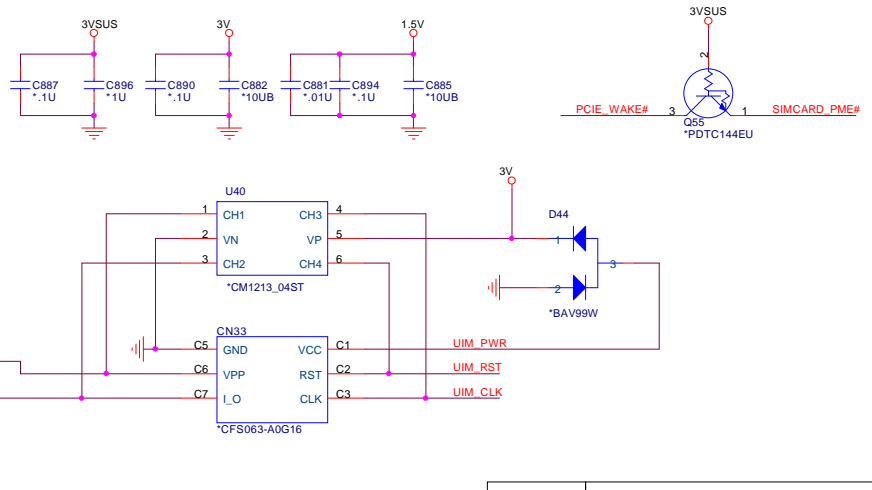 3VSUS
3V
1.5V
3VSUS
C887
*.1U
C896
*1U
C890
.1U
C882
*10UB
C881
.01U
C894
*.1U
C885
*10UB
2
PCIE_WAKE#
3
1
SIMCARD_PME#
Q55
*PDTC144EU
3V
U40
1
CH1
CH3
4
2
VN
VP
5
3
CH2
CH4
6
*CM1213_04ST
D44
1
3
2
*BAV99W
CN33
C5
GND
VCC
C1
UIM_PWR
C6
VPP
RST
C2
UIM_RST
C7
I_O
CLK
C3
UIM_CLK
*CFS063-A0G16